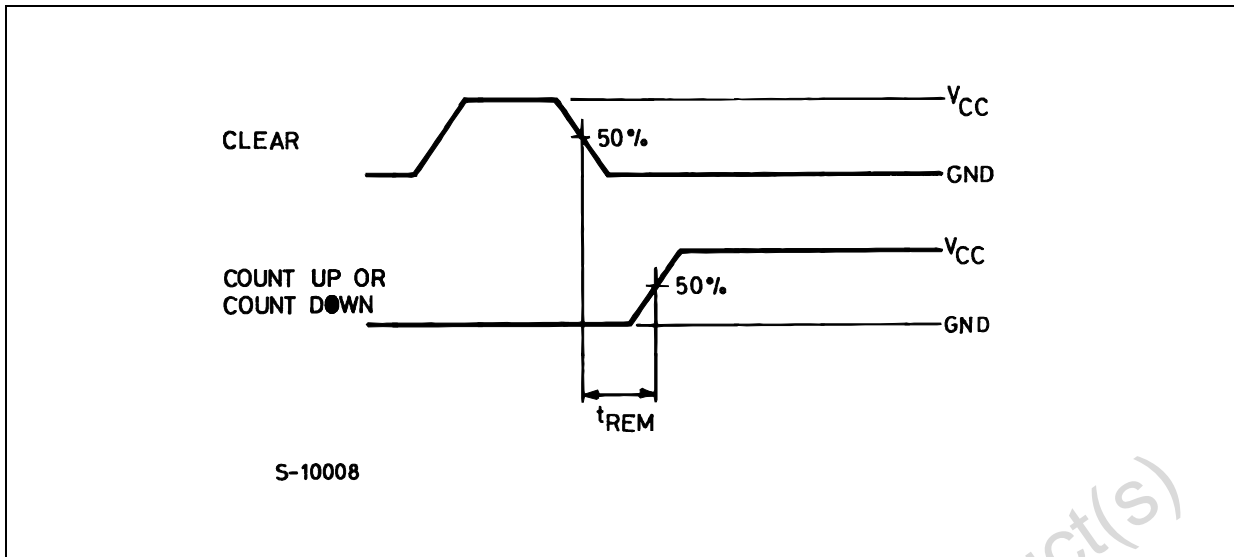 CLEAR
50%
VCC
GND
COUNT UP OR
COUNT DOWN
50%
VCC
GND
tREM
S-10008